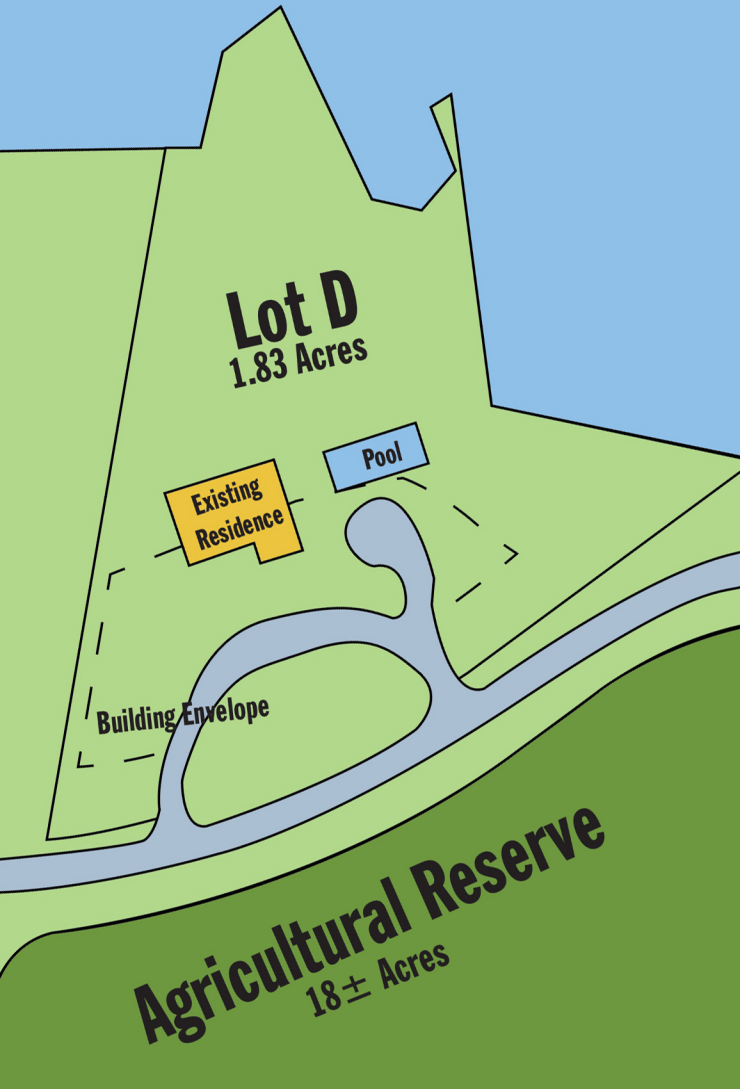 Lot D
1.83 Acres
Pool
Existing
Residence
Building Envelope
Agricultural Reserve
18± Acres